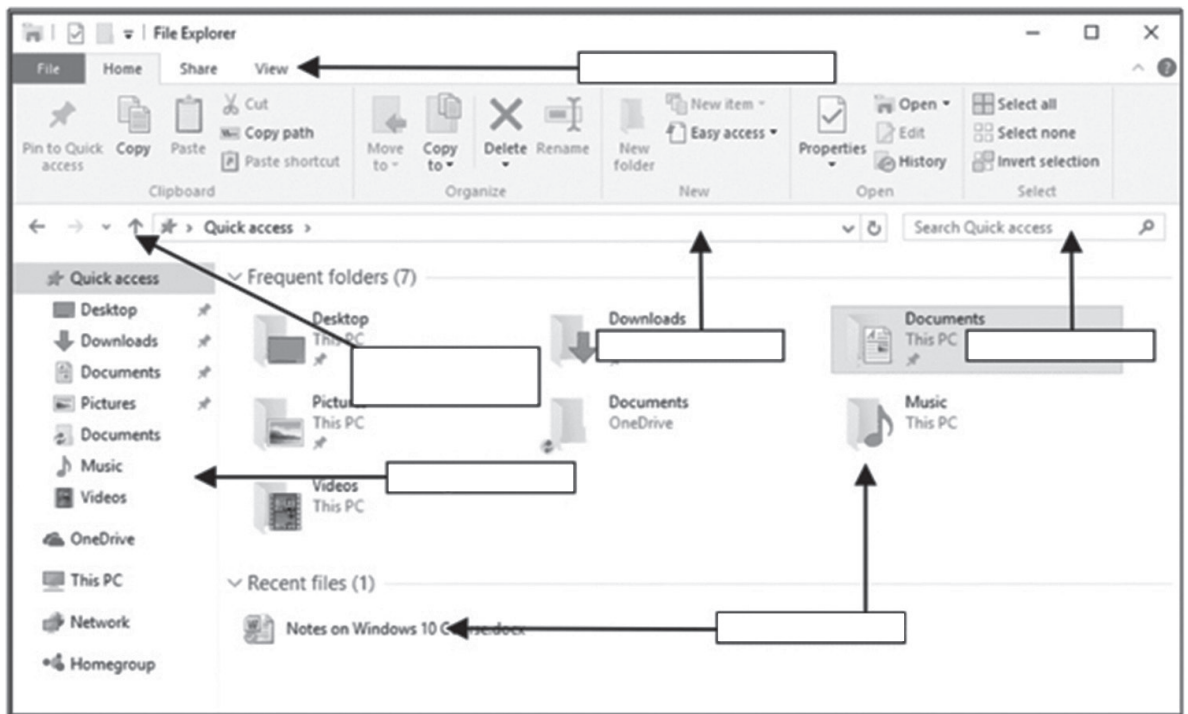 File Explorer
File Home Share View
Pin to Quick access
Copy
Paste
Cut
Copy path
Paste shortcut
Clipboard
Move to
Copy to
Delete
Rename
Organize
New folder
New item
Easy access
New
Properties
Open
Edit
History
Open
Select all
Select none
Invert selection
Select
Quick access
Search Quick access
Quick access
Desktop
Downloads
Documents
Pictures
Documents
Music
Videos
OneDrive
This PC
Network
Homegroup
Frequent folders (7)
Desktop
This PC
Downloads
Documents
This PC
Pictures
This PC
Documents
OneDrive
Music
This PC
Videos
This PC
Recent files (1)
Notes on Windows 10 Course.docx